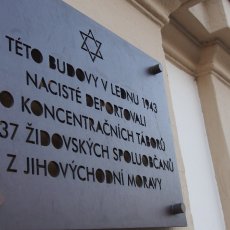 TÉTO BUDOVY V LEDNU 1943
NACISTÉ DEPORTOVALI
O KONCENTRAČNÍCH TÁBORŮ
37 ŽIDOVSKÝCH SPOLUOBČANŮ
Z JIHOVÝCHODNÍ MORAVY